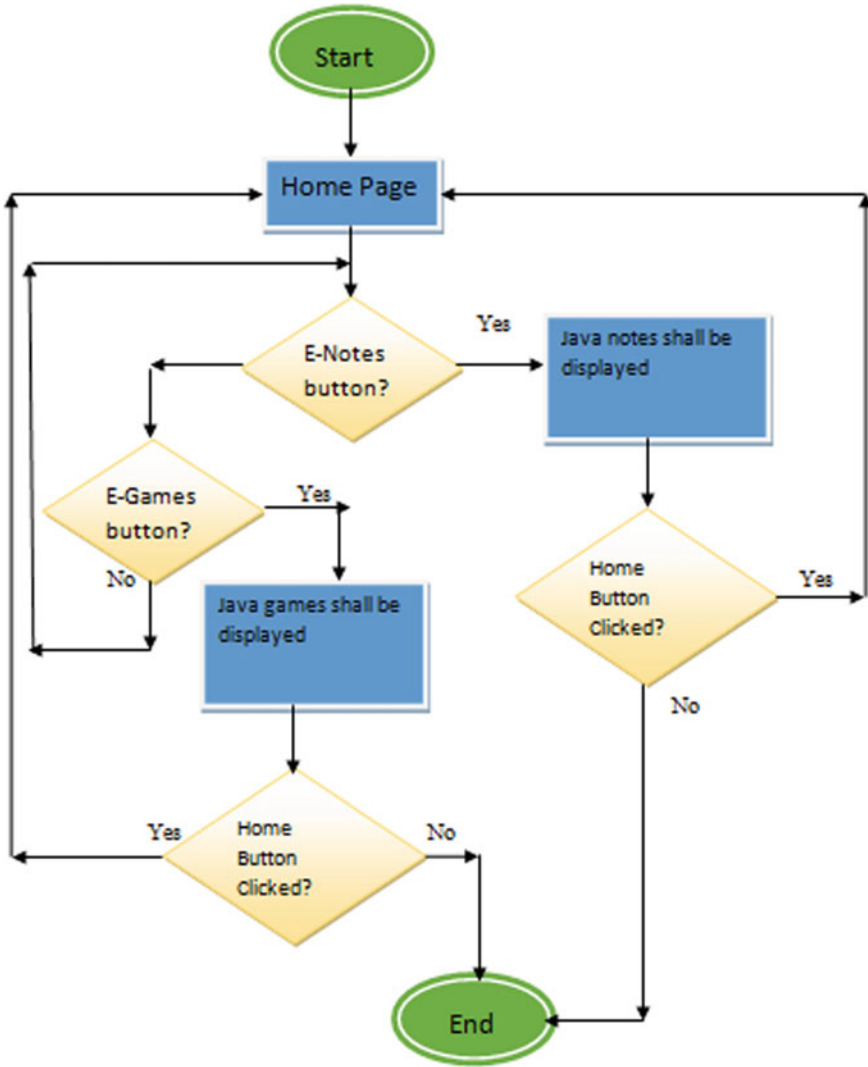 Start
Home Page
E-Notes
button?
Yes
Java notes shall be
displayed
E-Games
button?
Yes
No
Java games shall be
displayed
Home
Button
Clicked?
Yes
No
Home
Button
Clicked?
Yes
No
End